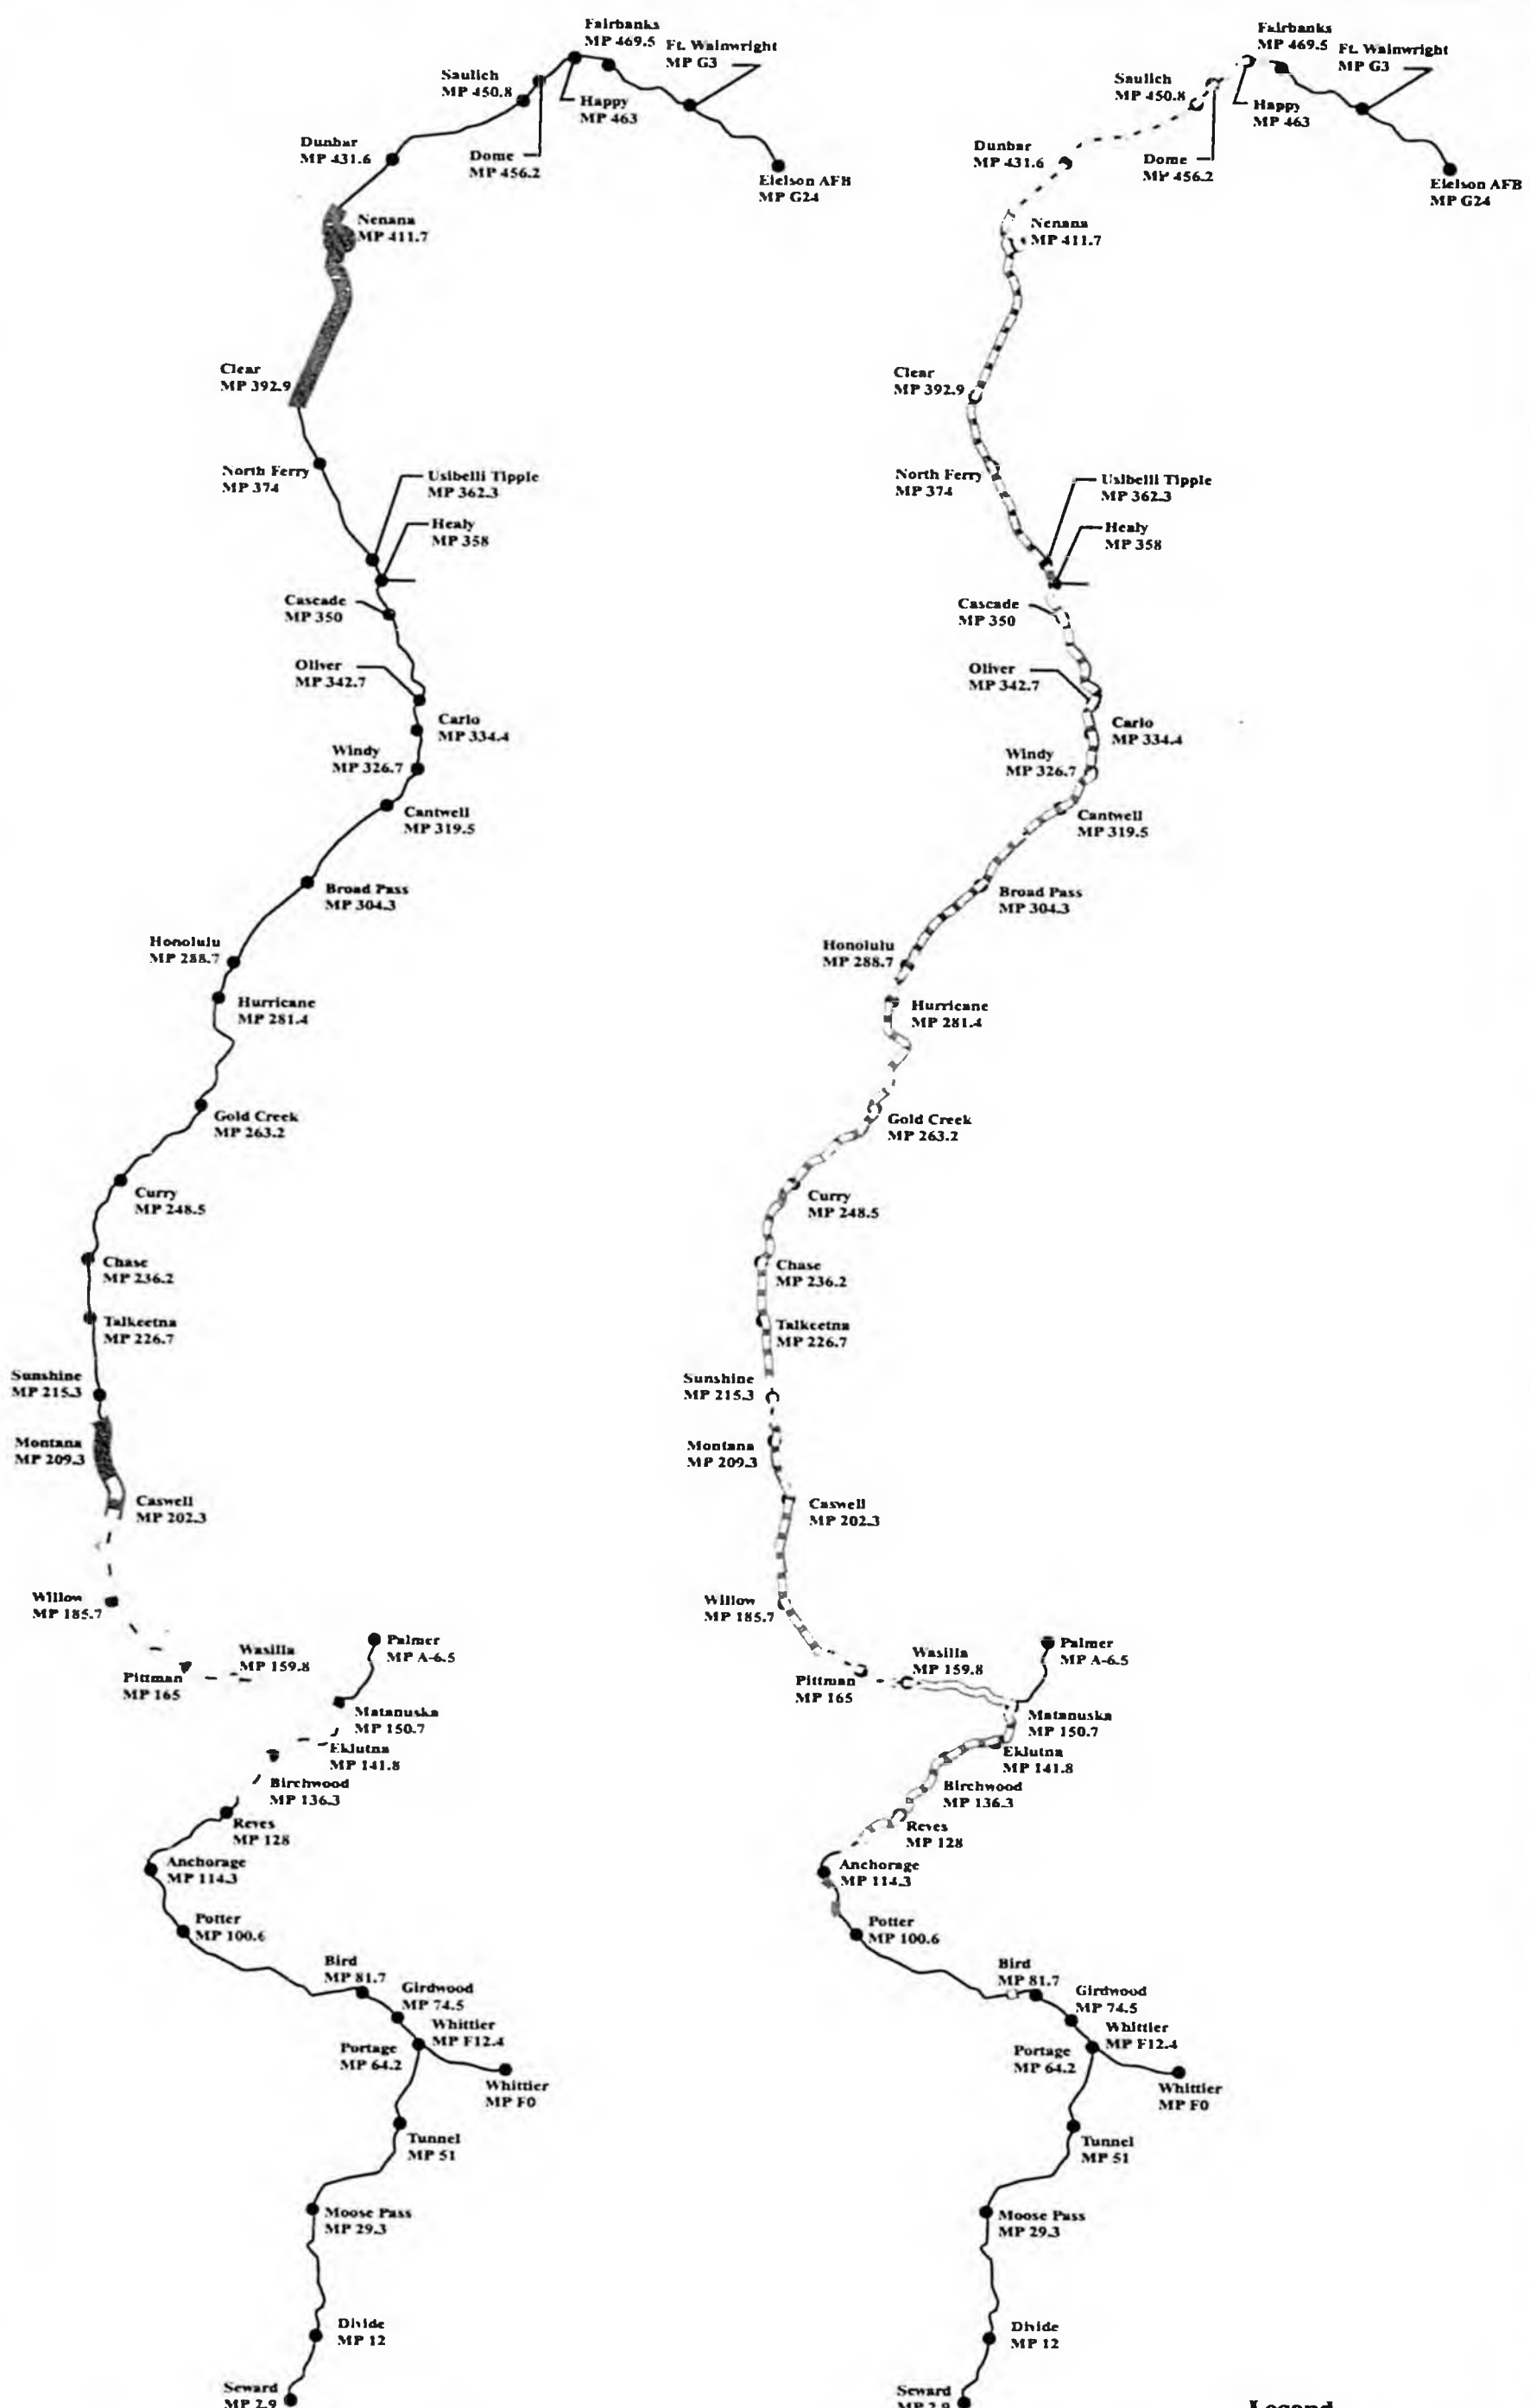 Fairbanks
MP 469.5
Ft. Wainwright
MP G3
Saulich
MP 450.8
Happy
MP 463
Dunbar
MP 431.6
Dome
MP 456.2
Eielson AFB
MP G24
Nenana
MP 411.7
Clear
MP 392.9
North Ferry
MP 374
Usibelli Tipple
MP 362.3
Healy
MP 358
Cascade
MP 350
Oliver
MP 342.7
Carlo
MP 334.4
Windy
MP 326.7
Cantwell
MP 319.5
Broad Pass
MP 304.3
Honolulu
MP 288.7
Hurricane
MP 281.4
Gold Creek
MP 263.2
Curry
MP 248.5
Chase
MP 236.2
Talkeetna
MP 226.7
Sunshine
MP 215.3
Montana
MP 209.3
Caswell
MP 202.3
Willow
MP 185.7
Wasilla
MP 159.8
Palmer
MP A-6.5
Pittman
MP 165
Matanuska
MP 150.7
Eklutna
MP 141.8
Birchwood
MP 136.3
Reves
MP 128
Anchorage
MP 114.3
Potter
MP 100.6
Bird
MP 81.7
Girdwood
MP 74.5
Whittier
MP F12.4
Portage
MP 64.2
Whittier
MP F0
Tunnel
MP 51
Moose Pass
MP 29.3
Divide
MP 12
Seward
MP 2.9
Fairbanks
MP 469.5
Ft. Wainwright
MP G3
Saulich
MP 450.8
Happy
MP 463
Dunbar
MP 431.6
Dome
MP 456.2
Eielson AFB
MP G24
Nenana
MP 411.7
Clear
MP 392.9
North Ferry
MP 374
Usibelli Tipple
MP 362.3
Healy
MP 358
Cascade
MP 350
Oliver
MP 342.7
Carlo
MP 334.4
Windy
MP 326.7
Cantwell
MP 319.5
Broad Pass
MP 304.3
Honolulu
MP 288.7
Hurricane
MP 281.4
Gold Creek
MP 263.2
Curry
MP 248.5
Chase
MP 236.2
Talkeetna
MP 226.7
Sunshine
MP 215.3
Montana
MP 209.3
Caswell
MP 202.3
Willow
MP 185.7
Wasilla
MP 159.8
Palmer
MP A-6.5
Pittman
MP 165
Matanuska
MP 150.7
Eklutna
MP 141.8
Birchwood
MP 136.3
Reves
MP 128
Anchorage
MP 114.3
Potter
MP 100.6
Bird
MP 81.7
Girdwood
MP 74.5
Whittier
MP F12.4
Portage
MP 64.2
Whittier
MP F0
Tunnel
MP 51
Moose Pass
MP 29.3
Divide
MP 12
Seward
MP 2.9
Legend